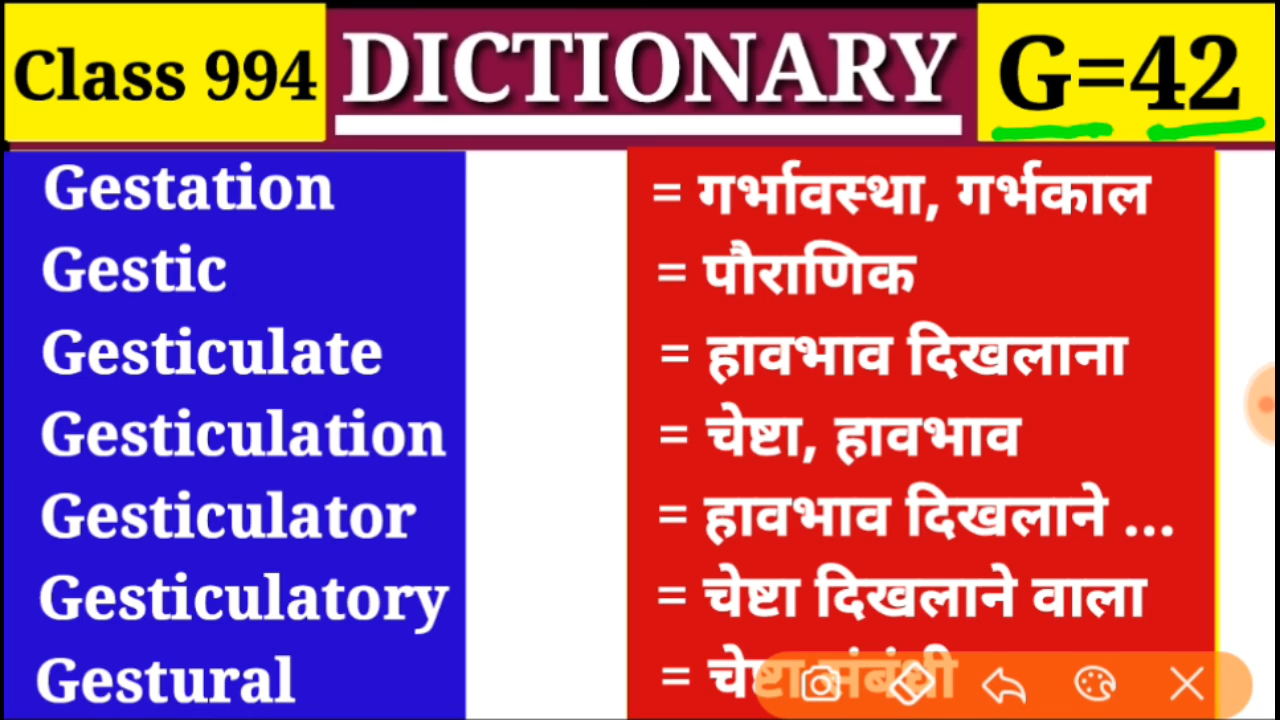 Class 994 DICTIONARY G=42
Gestation = गर्भावस्था, गर्भकाल
Gestic = पौराणिक
Gesticulate = हावभाव दिखलाना
Gesticulation = चेष्टा, हावभाव
Gesticulator = हावभाव दिखलाने ...
Gesticulatory = चेष्टा दिखलाने वाला
Gestural = चेष्टा संबंधी